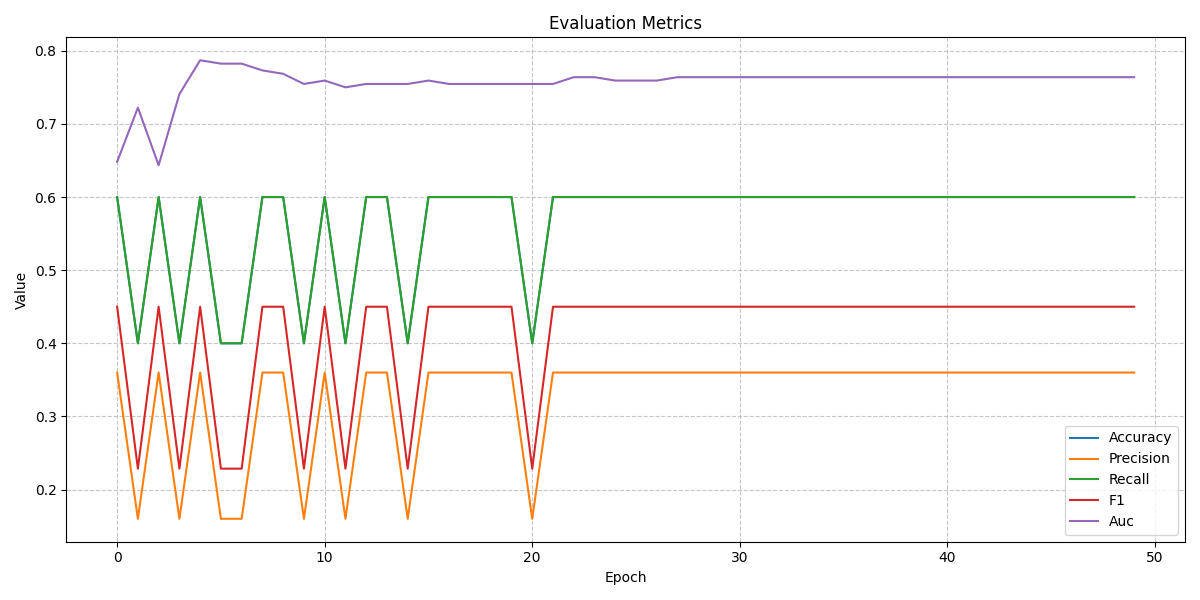 Evaluation Metrics
Value
0.8
0.7
0.6
0.5
0.4
0.3
0.2
Accuracy
Precision
Recall
F1
Auc
0 10 20 30 40 50
Epoch